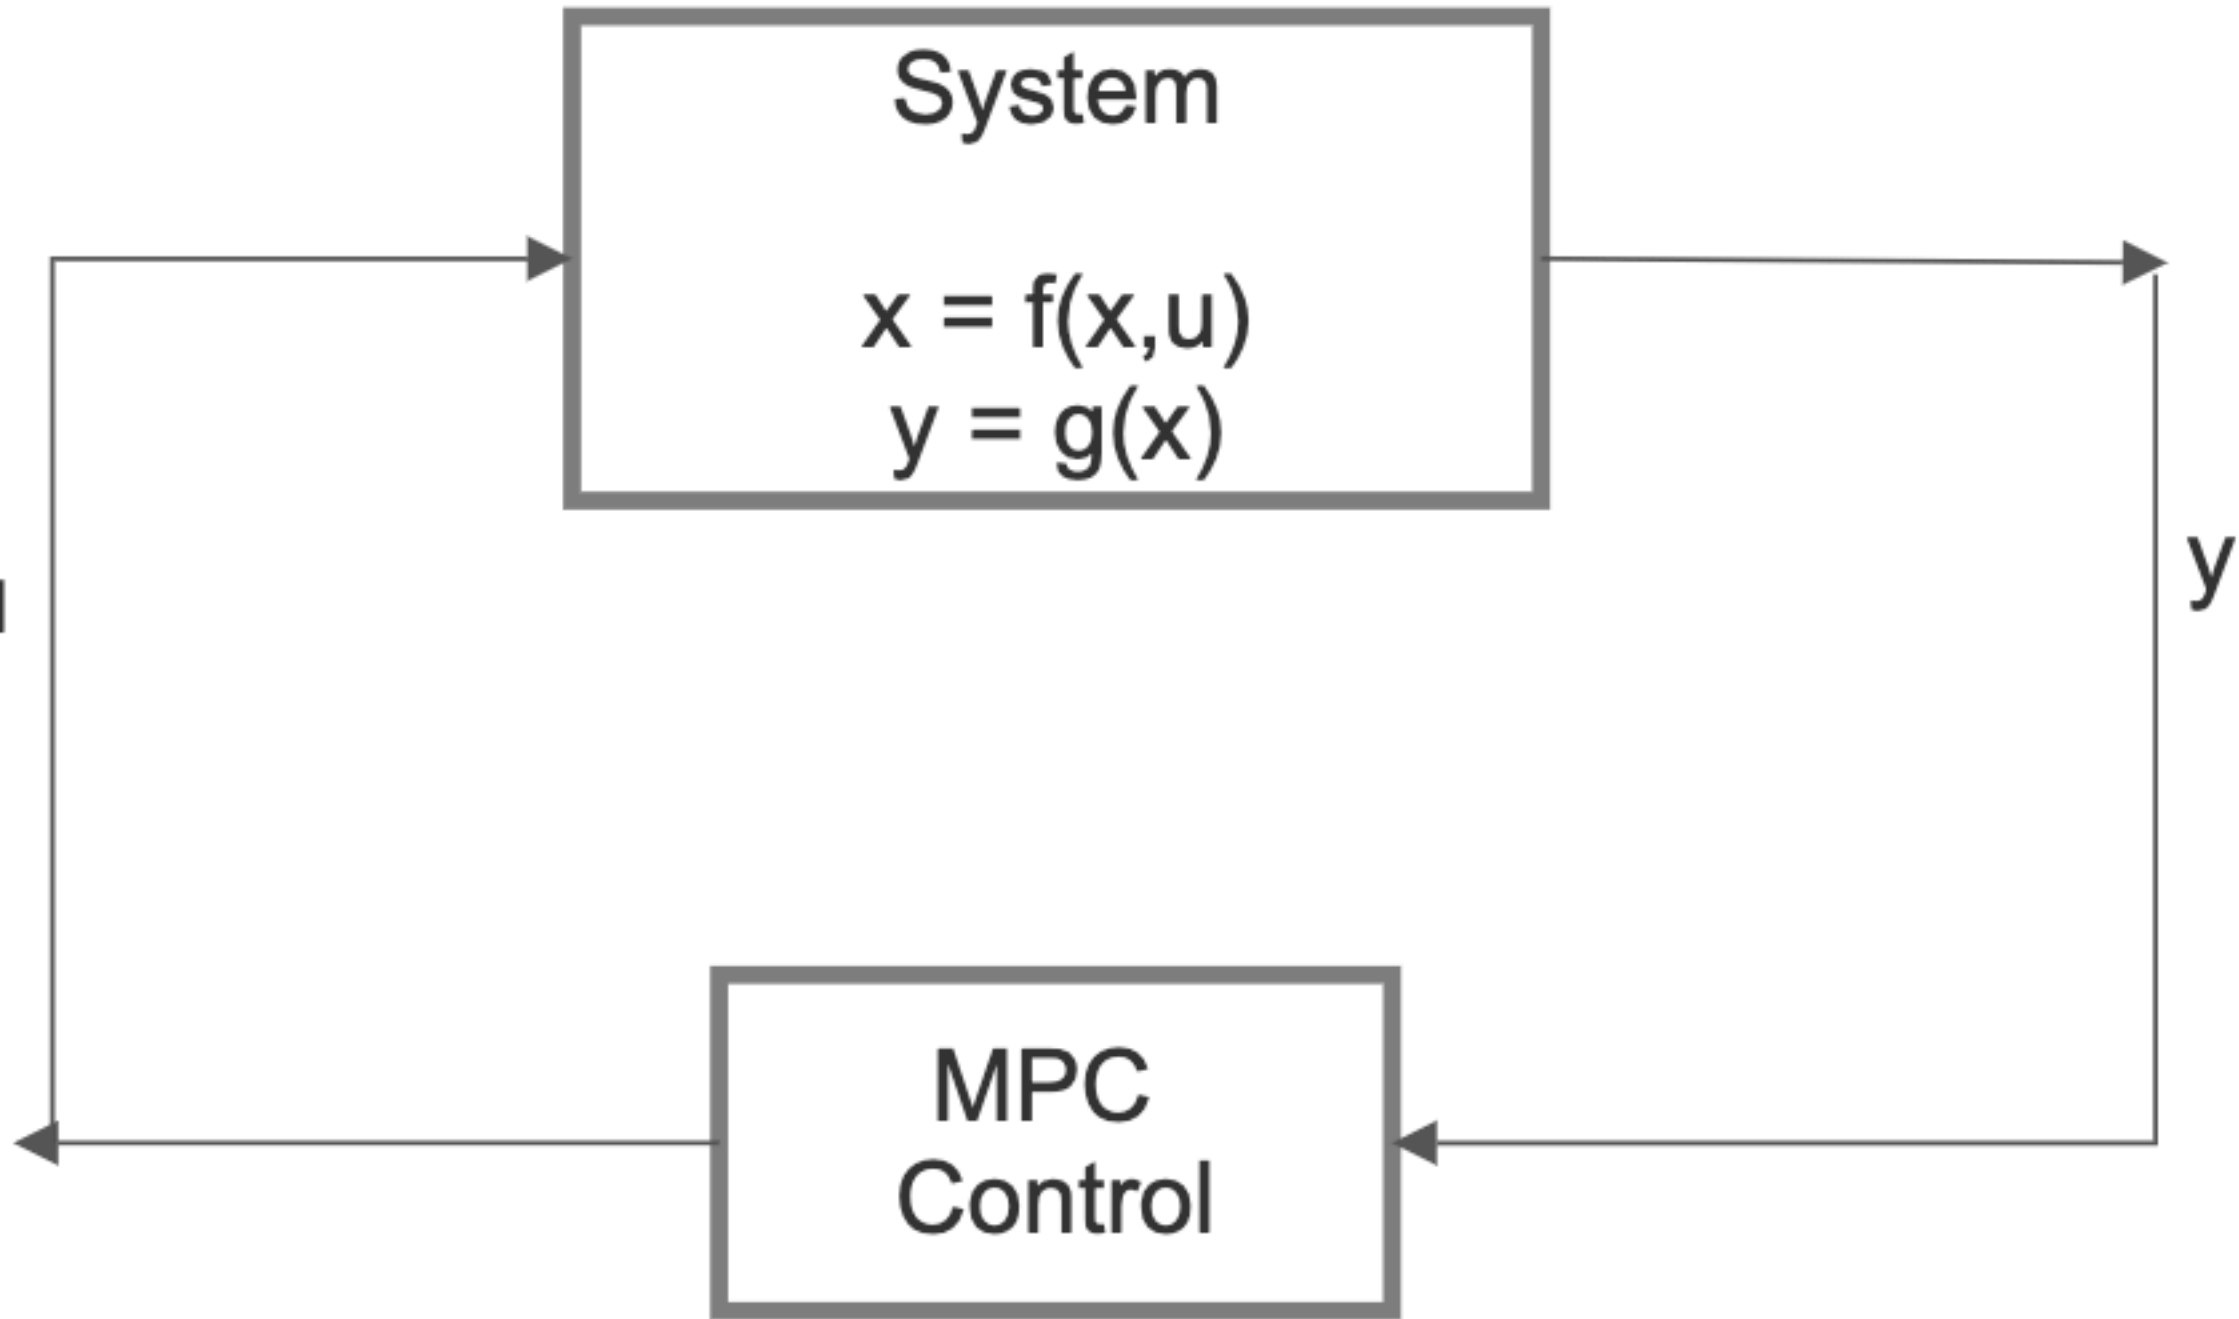 System
x = f(x,u)
y = g(x)
y
MPC
Control